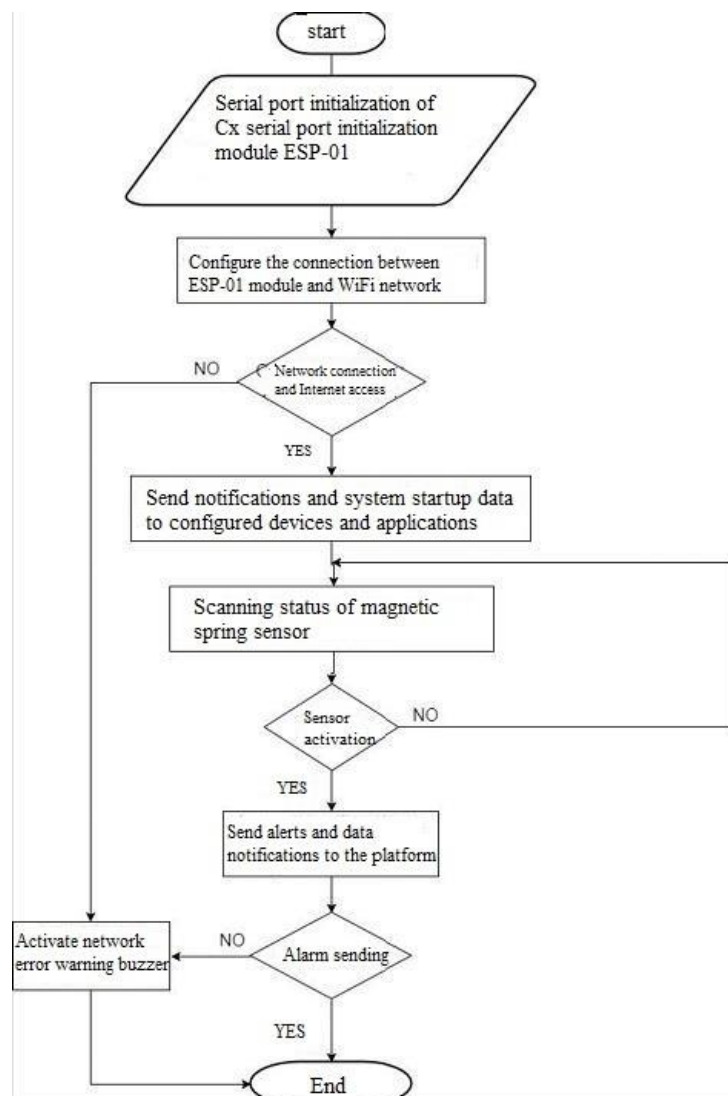 start
Serial port initialization of
Cx serial port initialization
module ESP-01
Configure the connection between
ESP-01 module and WiFi network
NO
Network connection
and Internet access
YES
Send notifications and system startup data
to configured devices and applications
Scanning status of magnetic
spring sensor
Sensor
activation
NO
YES
Send alerts and data
notifications to the platform
Activate network
error warning buzzer
NO
Alarm sending
YES
End